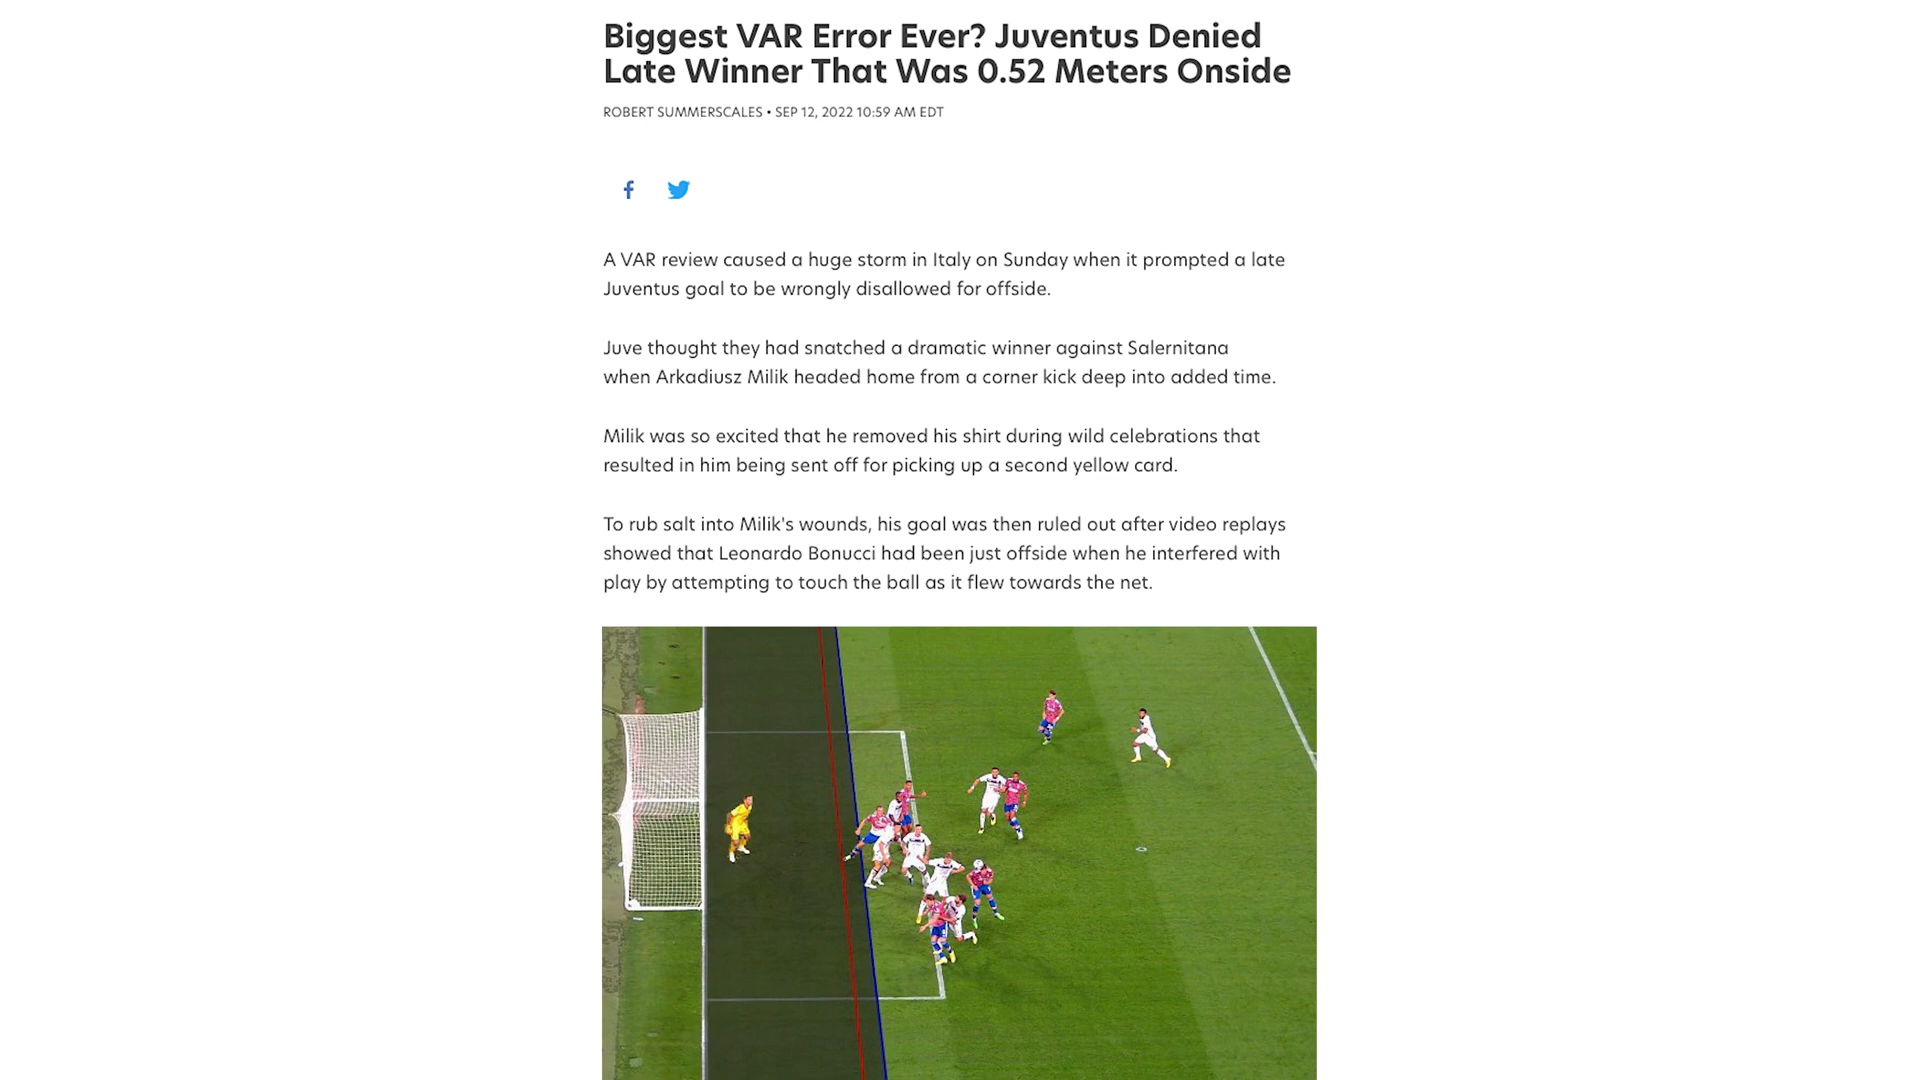 Biggest VAR Error Ever? Juventus Denied
Late Winner That Was 0.52 Meters Onside
ROBERT SUMMERSCALES • SEP 12, 2022 10:59 AM EDT
A VAR review caused a huge storm in Italy on Sunday when it prompted a late
Juventus goal to be wrongly disallowed for offside.
Juve thought they had snatched a dramatic winner against Salernitana
when Arkadiusz Milik headed home from a corner kick deep into added time.
Milik was so excited that he removed his shirt during wild celebrations that
resulted in him being sent off for picking up a second yellow card.
To rub salt into Milik's wounds, his goal was then ruled out after video replays
showed that Leonardo Bonucci had been just offside when he interfered with
play by attempting to touch the ball as it flew towards the net.